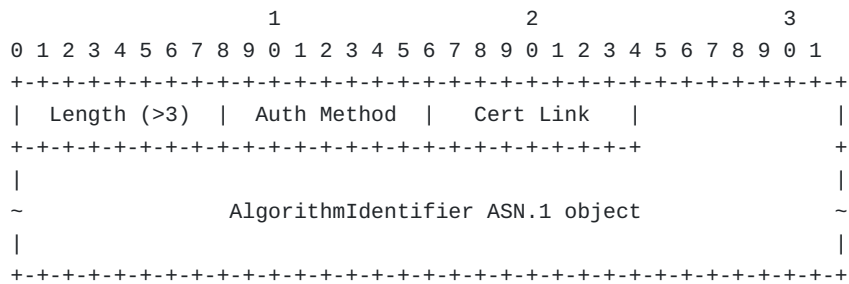 1                   2                   3
0 1 2 3 4 5 6 7 8 9 0 1 2 3 4 5 6 7 8 9 0 1 2 3 4 5 6 7 8 9 0 1
+-+-+-+-+-+-+-+-+-+-+-+-+-+-+-+-+-+-+-+-+-+-+-+-+-+-+-+-+-+-+-+-+
|  Length (>3)  |  Auth Method  |   Cert Link   |               |
+-+-+-+-+-+-+-+-+-+-+-+-+-+-+-+-+-+-+-+-+-+-+-+-+               +
|                                                               |
~                AlgorithmIdentifier ASN.1 object               ~
|                                                               |
+-+-+-+-+-+-+-+-+-+-+-+-+-+-+-+-+-+-+-+-+-+-+-+-+-+-+-+-+-+-+-+-+